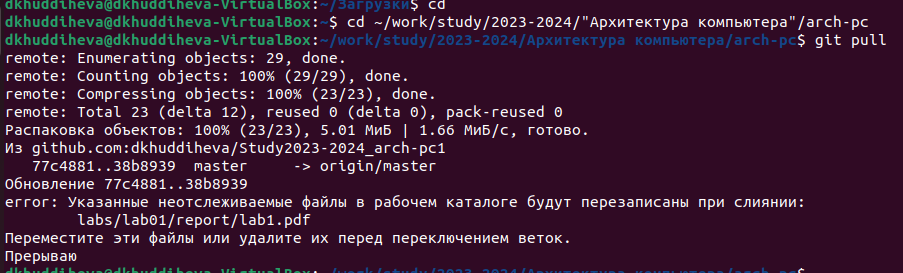 dkhuddiheva@dkhuddiheva-VirtualBox:~/Загрузки$ cd
dkhuddiheva@dkhuddiheva-VirtualBox:~$ cd ~/work/study/2023-2024/"Архитектура компьютера"/arch-pc
dkhuddiheva@dkhuddiheva-VirtualBox:~/work/study/2023-2024/Архитектура компьютера/arch-pc$ git pull
remote: Enumerating objects: 29, done.
remote: Counting objects: 100% (29/29), done.
remote: Compressing objects: 100% (23/23), done.
remote: Total 23 (delta 12), reused 0 (delta 0), pack-reused 0
Распаковка объектов: 100% (23/23), 5.01 МиБ | 1.66 МиБ/с, готово.
Из github.com:dkhuddiheva/Study2023-2024_arch-pc1
   77c4881..38b8939  master     -> origin/master
Обновление 77c4881..38b8939
error: Указанные неотслеживаемые файлы в рабочем каталоге будут перезаписаны при слиянии:
        labs/lab01/report/lab1.pdf
Переместите эти файлы или удалите их перед переключением веток.
Прерываю
dkhuddiheva@dkhuddiheva-VirtualBox:~/work/study/2023-2024/Архитектура компьютера/arch-pc$